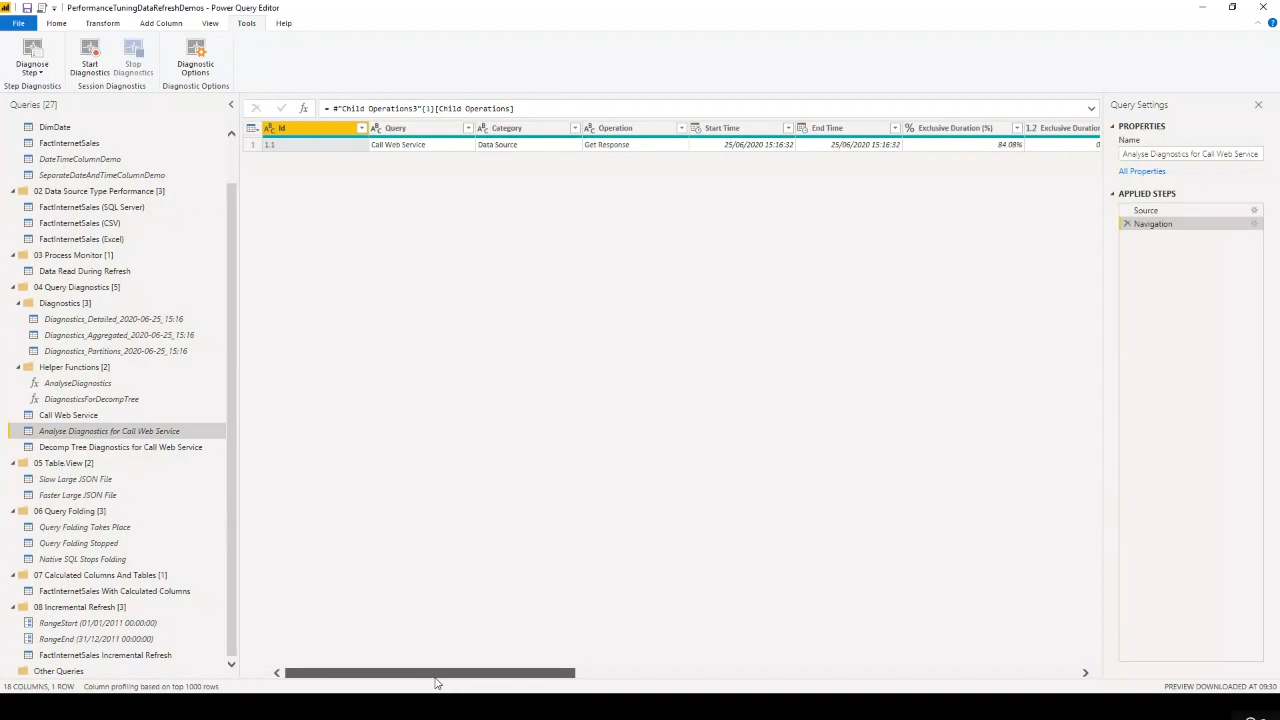 PerformanceTuningDataRefreshDemos - Power Query Editor
File Home Transform Add Column View Tools Help
Diagnose Step Start Diagnostics Stop Diagnostics Diagnostic Options
Step Diagnostics Session Diagnostics Diagnostic Options
Queries [27]
DimDate
FactInternetSales
DateTimeColumnDemo
SeparateDateAndTimeColumnDemo
02 Data Source Type Performance [3]
FactInternetSales (SQL Server)
FactInternetSales (CSV)
FactInternetSales (Excel)
03 Process Monitor [1]
Data Read During Refresh
04 Query Diagnostics [5]
Diagnostics [3]
Diagnostics_Detailed_2020-06-25_15:16
Diagnostics_Aggregated_2020-06-25_15:16
Diagnostics_Partitions_2020-06-25_15:16
Helper Functions [2]
fx AnalyseDiagnostics
fx DiagnosticsForDecompTree
Call Web Service
Analyse Diagnostics for Call Web Service
Decomp Tree Diagnostics for Call Web Service
05 Table.View [2]
Slow Large JSON File
Faster Large JSON File
06 Query Folding [3]
Query Folding Takes Place
Query Folding Stopped
Native SQL Stops Folding
07 Calculated Columns And Tables [1]
FactInternetSales With Calculated Columns
08 Incremental Refresh [3]
RangeStart (01/01/2011 00:00:00)
RangeEnd (31/12/2011 00:00:00)
FactInternetSales Incremental Refresh
Other Queries
fx = #"Child Operations3"{1}[Child Operations]
Id Query Category Operation Start Time End Time % Exclusive Duration (%) 1.2 Exclusive Duration
1 1.1 Call Web Service Data Source Get Response 25/06/2020 15:16:32 25/06/2020 15:16:32 84.08% 0
Query Settings
PROPERTIES
Name
Analyse Diagnostics for Call Web Service
All Properties
APPLIED STEPS
Source
Navigation
18 COLUMNS, 1 ROW Column profiling based on top 1000 rows PREVIEW DOWNLOADED AT 09:30